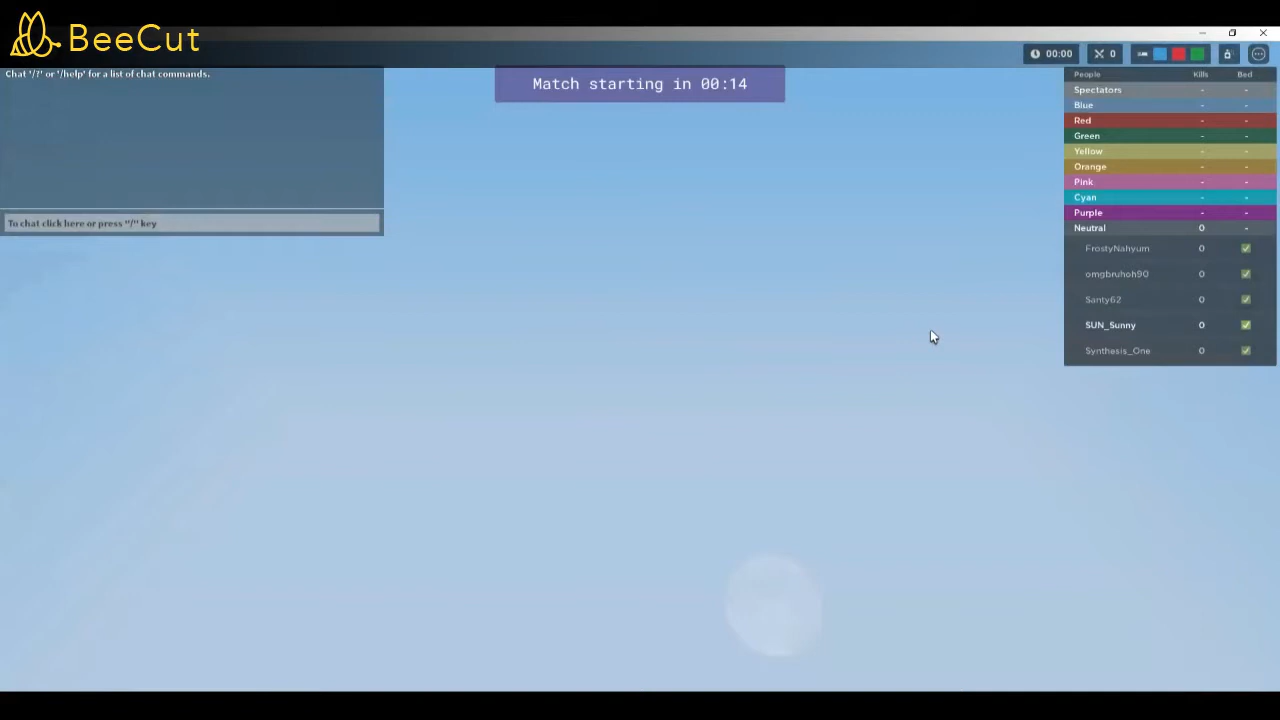 BeeCut
00:00 0
Chat '/?' or '/help' for a list of chat commands.
Match starting in 00:14
To chat click here or press "/" key
People Kills Bed
Spectators - -
Blue - -
Red - -
Green - -
Yellow - -
Orange - -
Pink - -
Cyan - -
Purple - -
Neutral 0 -
FrostyNahyum 0
omgbruhoh90 0
Santy62 0
SUN_Sunny 0
Synthesis_One 0